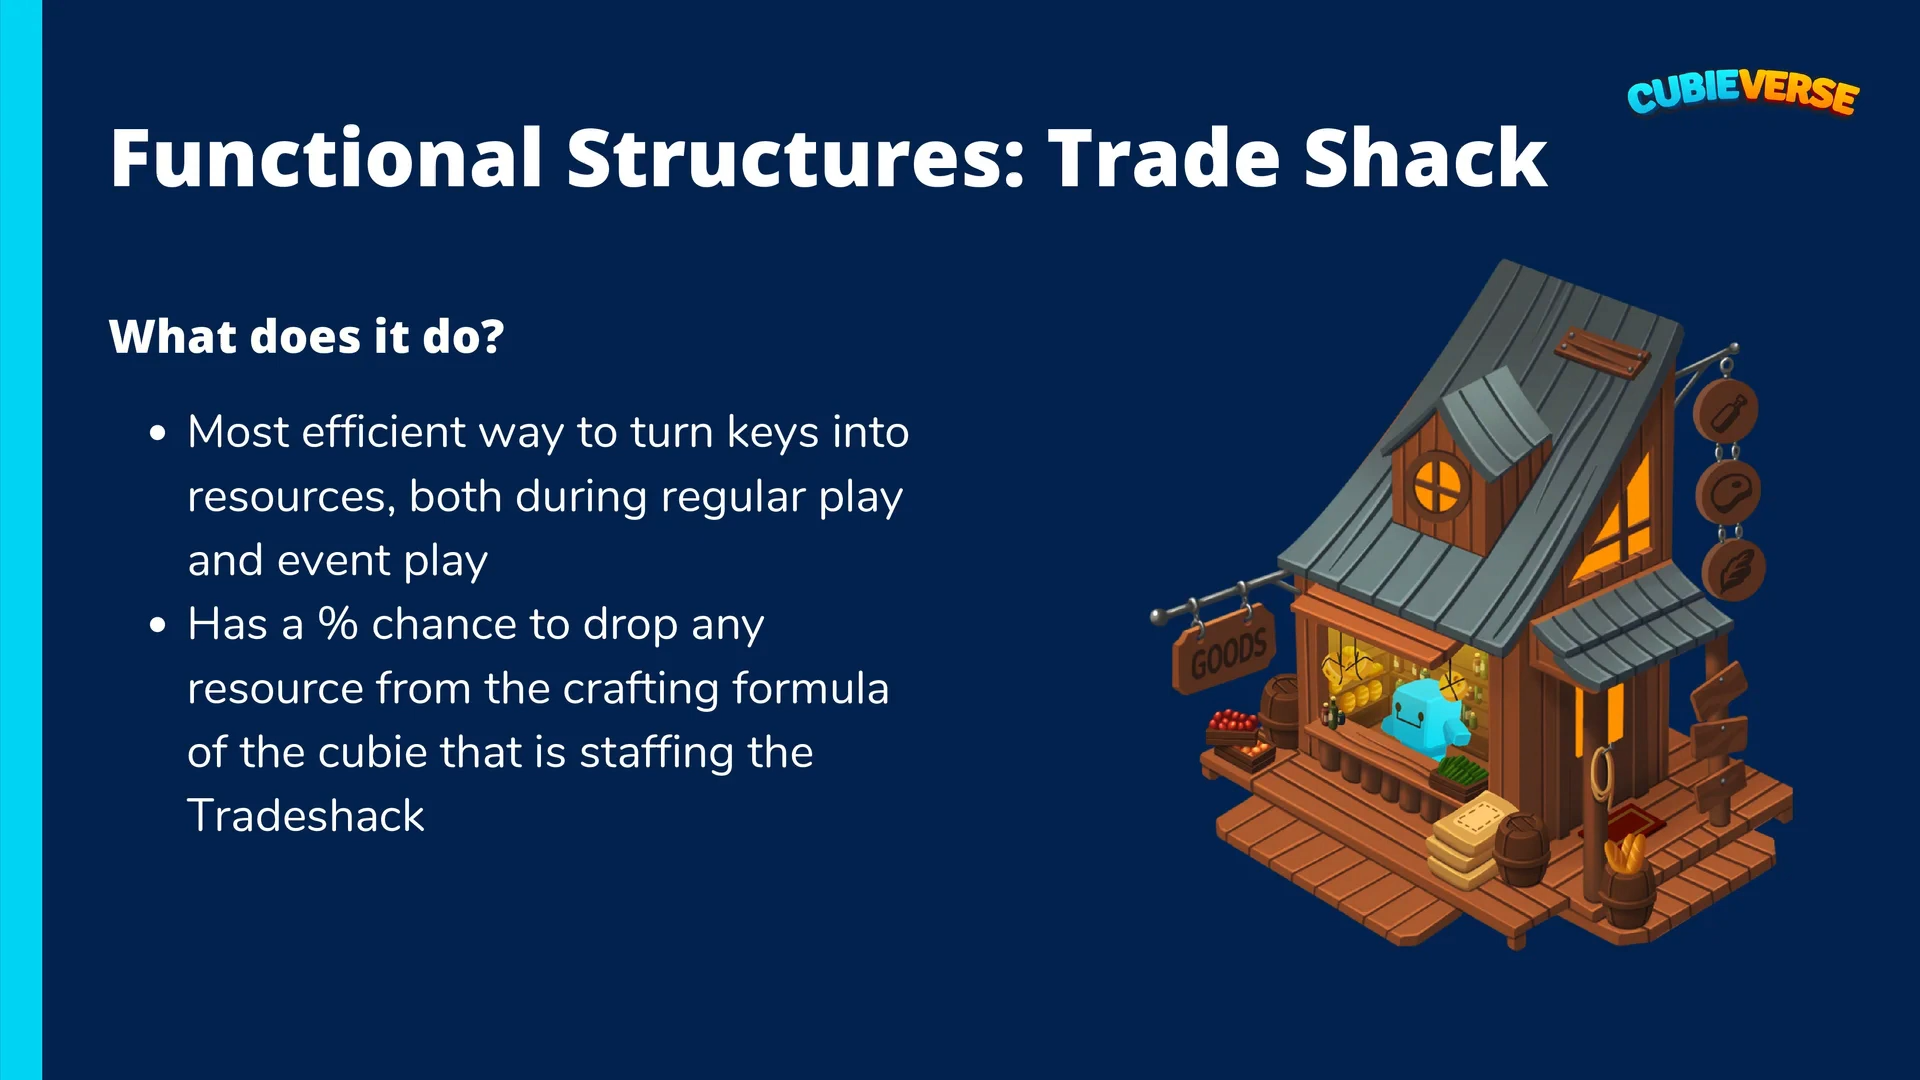 CUBIEVERSE
Functional Structures: Trade Shack
What does it do?
• Most efficient way to turn keys into
resources, both during regular play
and event play
• Has a % chance to drop any
resource from the crafting formula
of the cubie that is staffing the
Tradeshack
GOODS